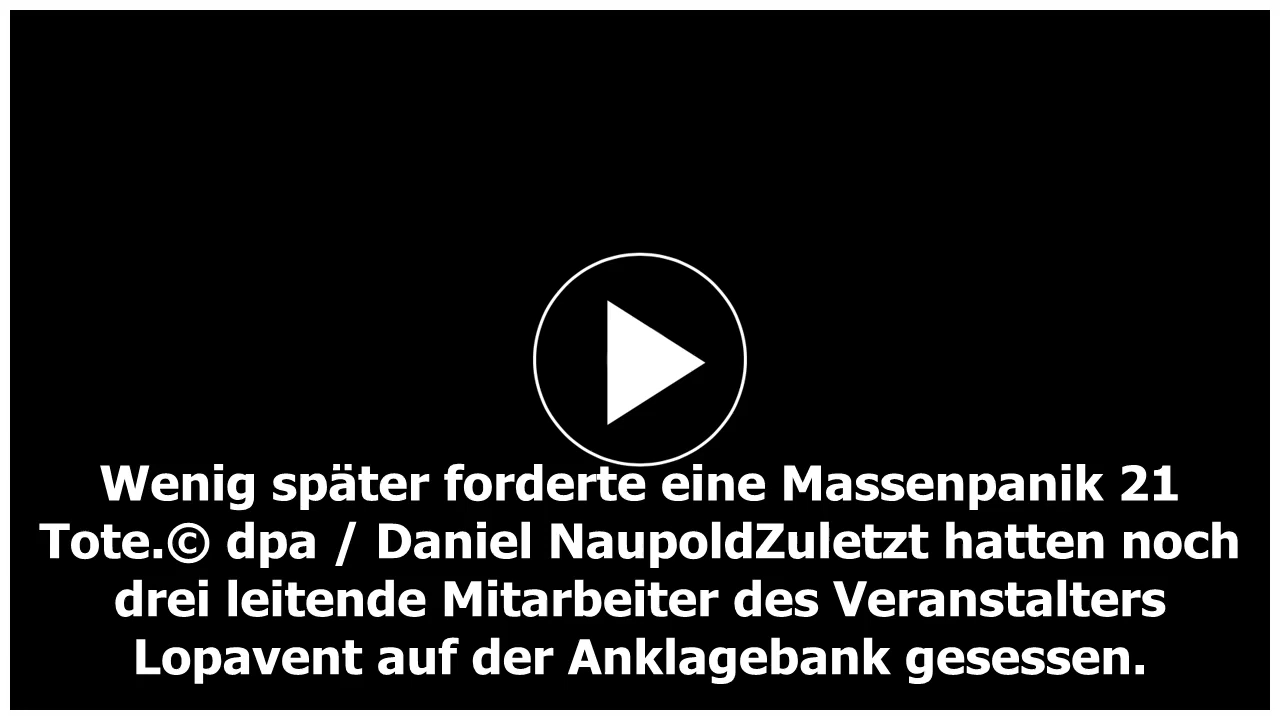 Wenig später forderte eine Massenpanik 21
Tote.© dpa / Daniel NaupoldZuletzt hatten noch
drei leitende Mitarbeiter des Veranstalters
Lopavent auf der Anklagebank gesessen.